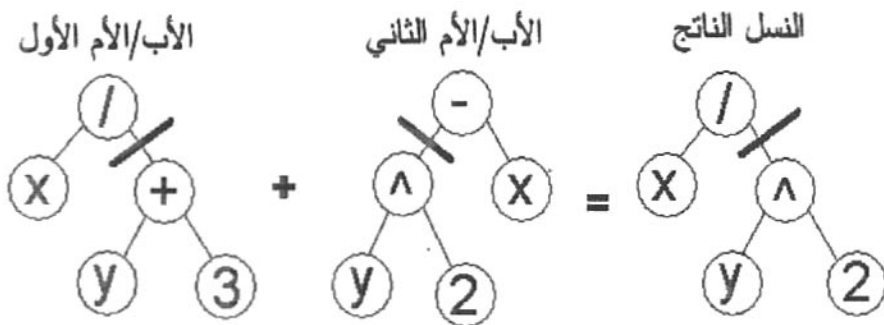 الأب/الأم الأول الأب/الأم الثاني النسل الناتج
/ - /
x + + ^ x = x ^
y 3 y 2 y 2